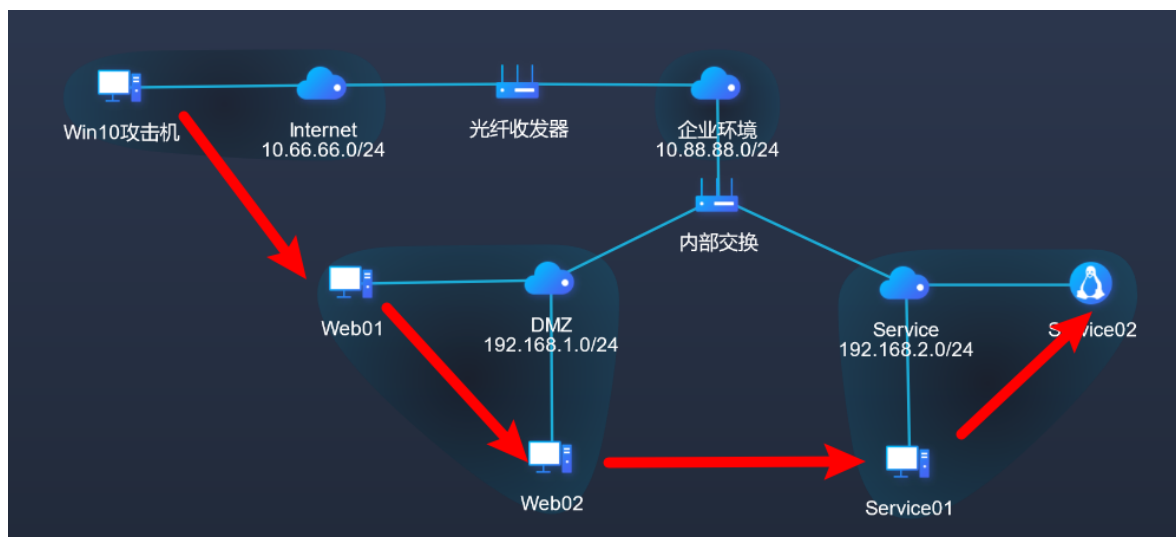 Win10攻击机
Internet
10.66.66.0/24
光纤收发器
企业环境
10.88.88.0/24
内部交换
Web01
DMZ
192.168.1.0/24
Service
192.168.2.0/24
Service02
Web02
Service01